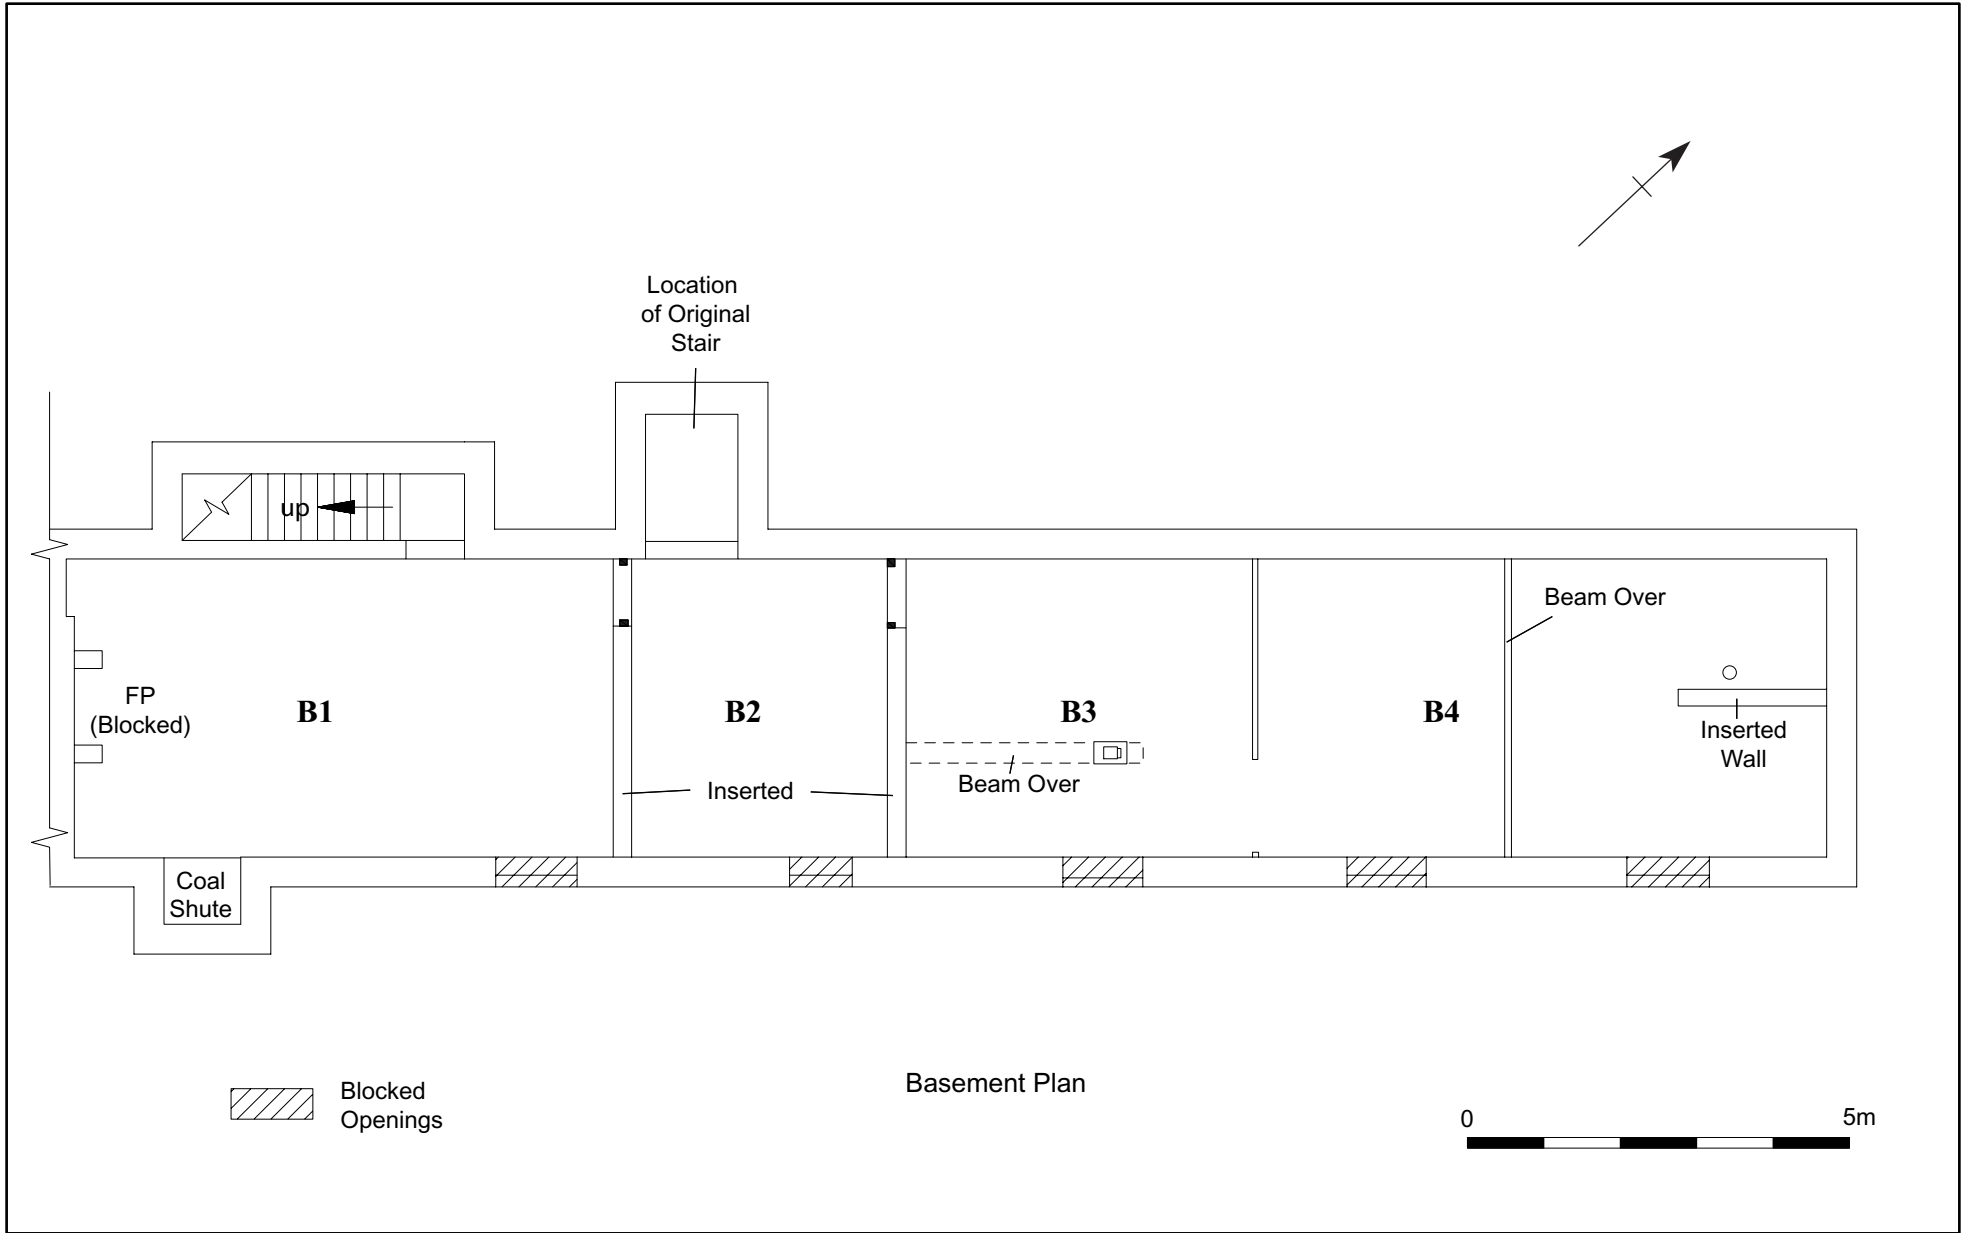 Location
of Original
Stair
up
Beam Over
FP
(Blocked)
B1
B2
B3
B4
Inserted
Wall
Inserted
Beam Over
Coal
Shute
Basement Plan
Blocked
Openings
0
5m